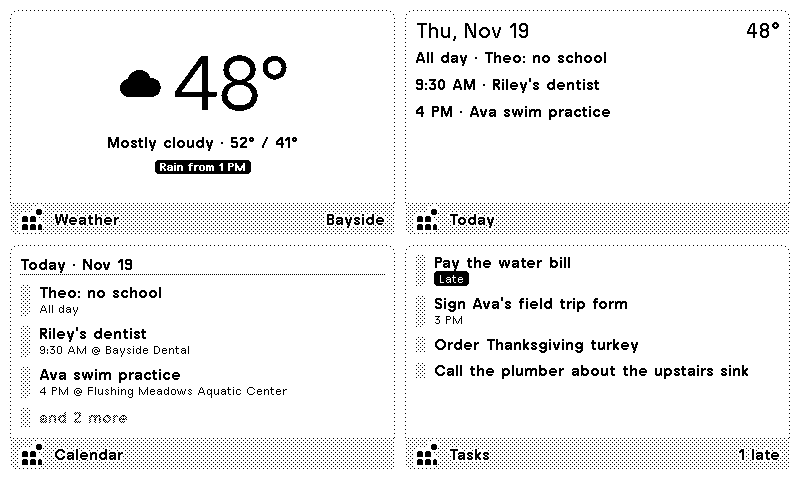 48°
Mostly cloudy · 52° / 41°
Rain from 1 PM
Weather
Bayside
Thu, Nov 19
48°
All day · Theo: no school
9:30 AM · Riley's dentist
4 PM · Ava swim practice
Today
Today · Nov 19
Theo: no school
All day
Riley's dentist
9:30 AM @ Bayside Dental
Ava swim practice
4 PM @ Flushing Meadows Aquatic Center
and 2 more
Calendar
Pay the water bill
Late
Sign Ava's field trip form
3 PM
Order Thanksgiving turkey
Call the plumber about the upstairs sink
Tasks
1 late